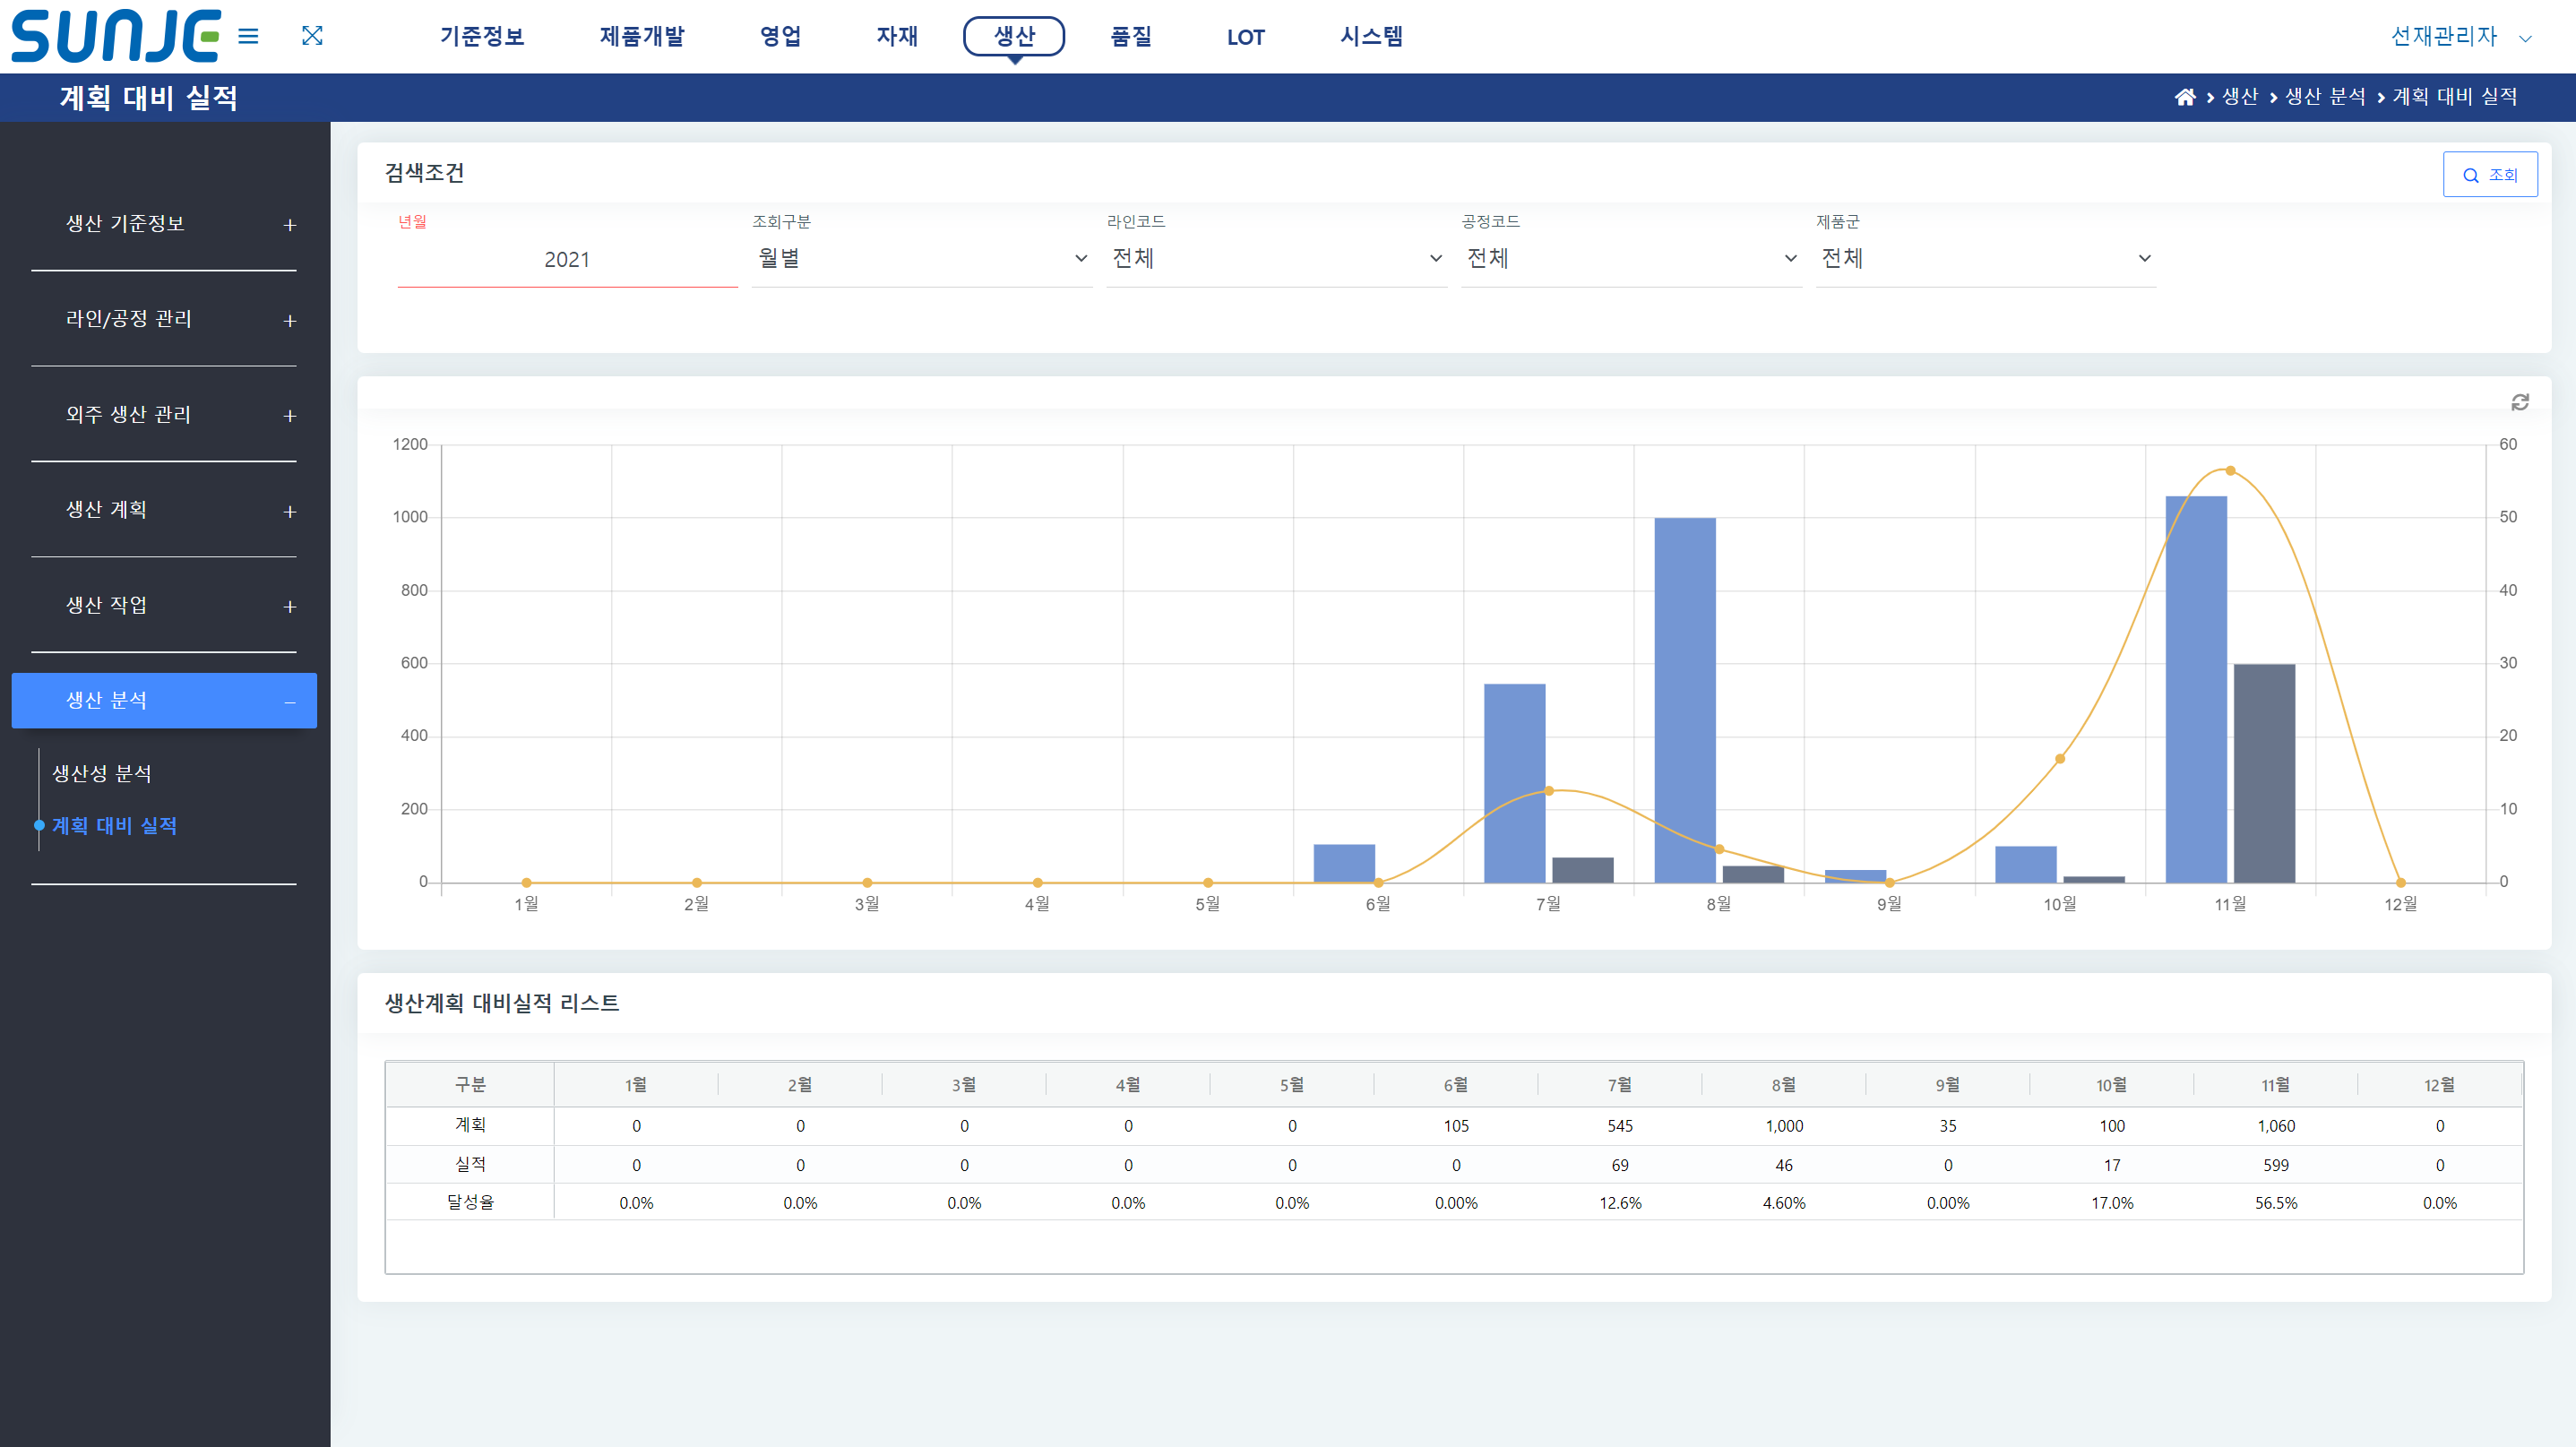 SUNJE 기준정보 제품개발 영업 자재 생산 품질 LOT 시스템 선재관리자
계획 대비 실적 생산 생산 분석 계획 대비 실적
생산 기준정보
라인/공정 관리
외주 생산 관리
생산 계획
생산 작업
생산 분석
생산성 분석
계획 대비 실적
검색조건 조회
년월 조회구분 라인코드 공정코드 제품군
2021 월별 전체 전체 전체
1200 60
1000 50
800 40
600 30
400 20
200 10
0 0
1월 2월 3월 4월 5월 6월 7월 8월 9월 10월 11월 12월
생산계획 대비실적 리스트
구분 1월 2월 3월 4월 5월 6월 7월 8월 9월 10월 11월 12월
계획 0 0 0 0 0 105 545 1,000 35 100 1,060 0
실적 0 0 0 0 0 0 69 46 0 17 599 0
달성율 0.0% 0.0% 0.0% 0.0% 0.0% 0.00% 12.6% 4.60% 0.00% 17.0% 56.5% 0.0%